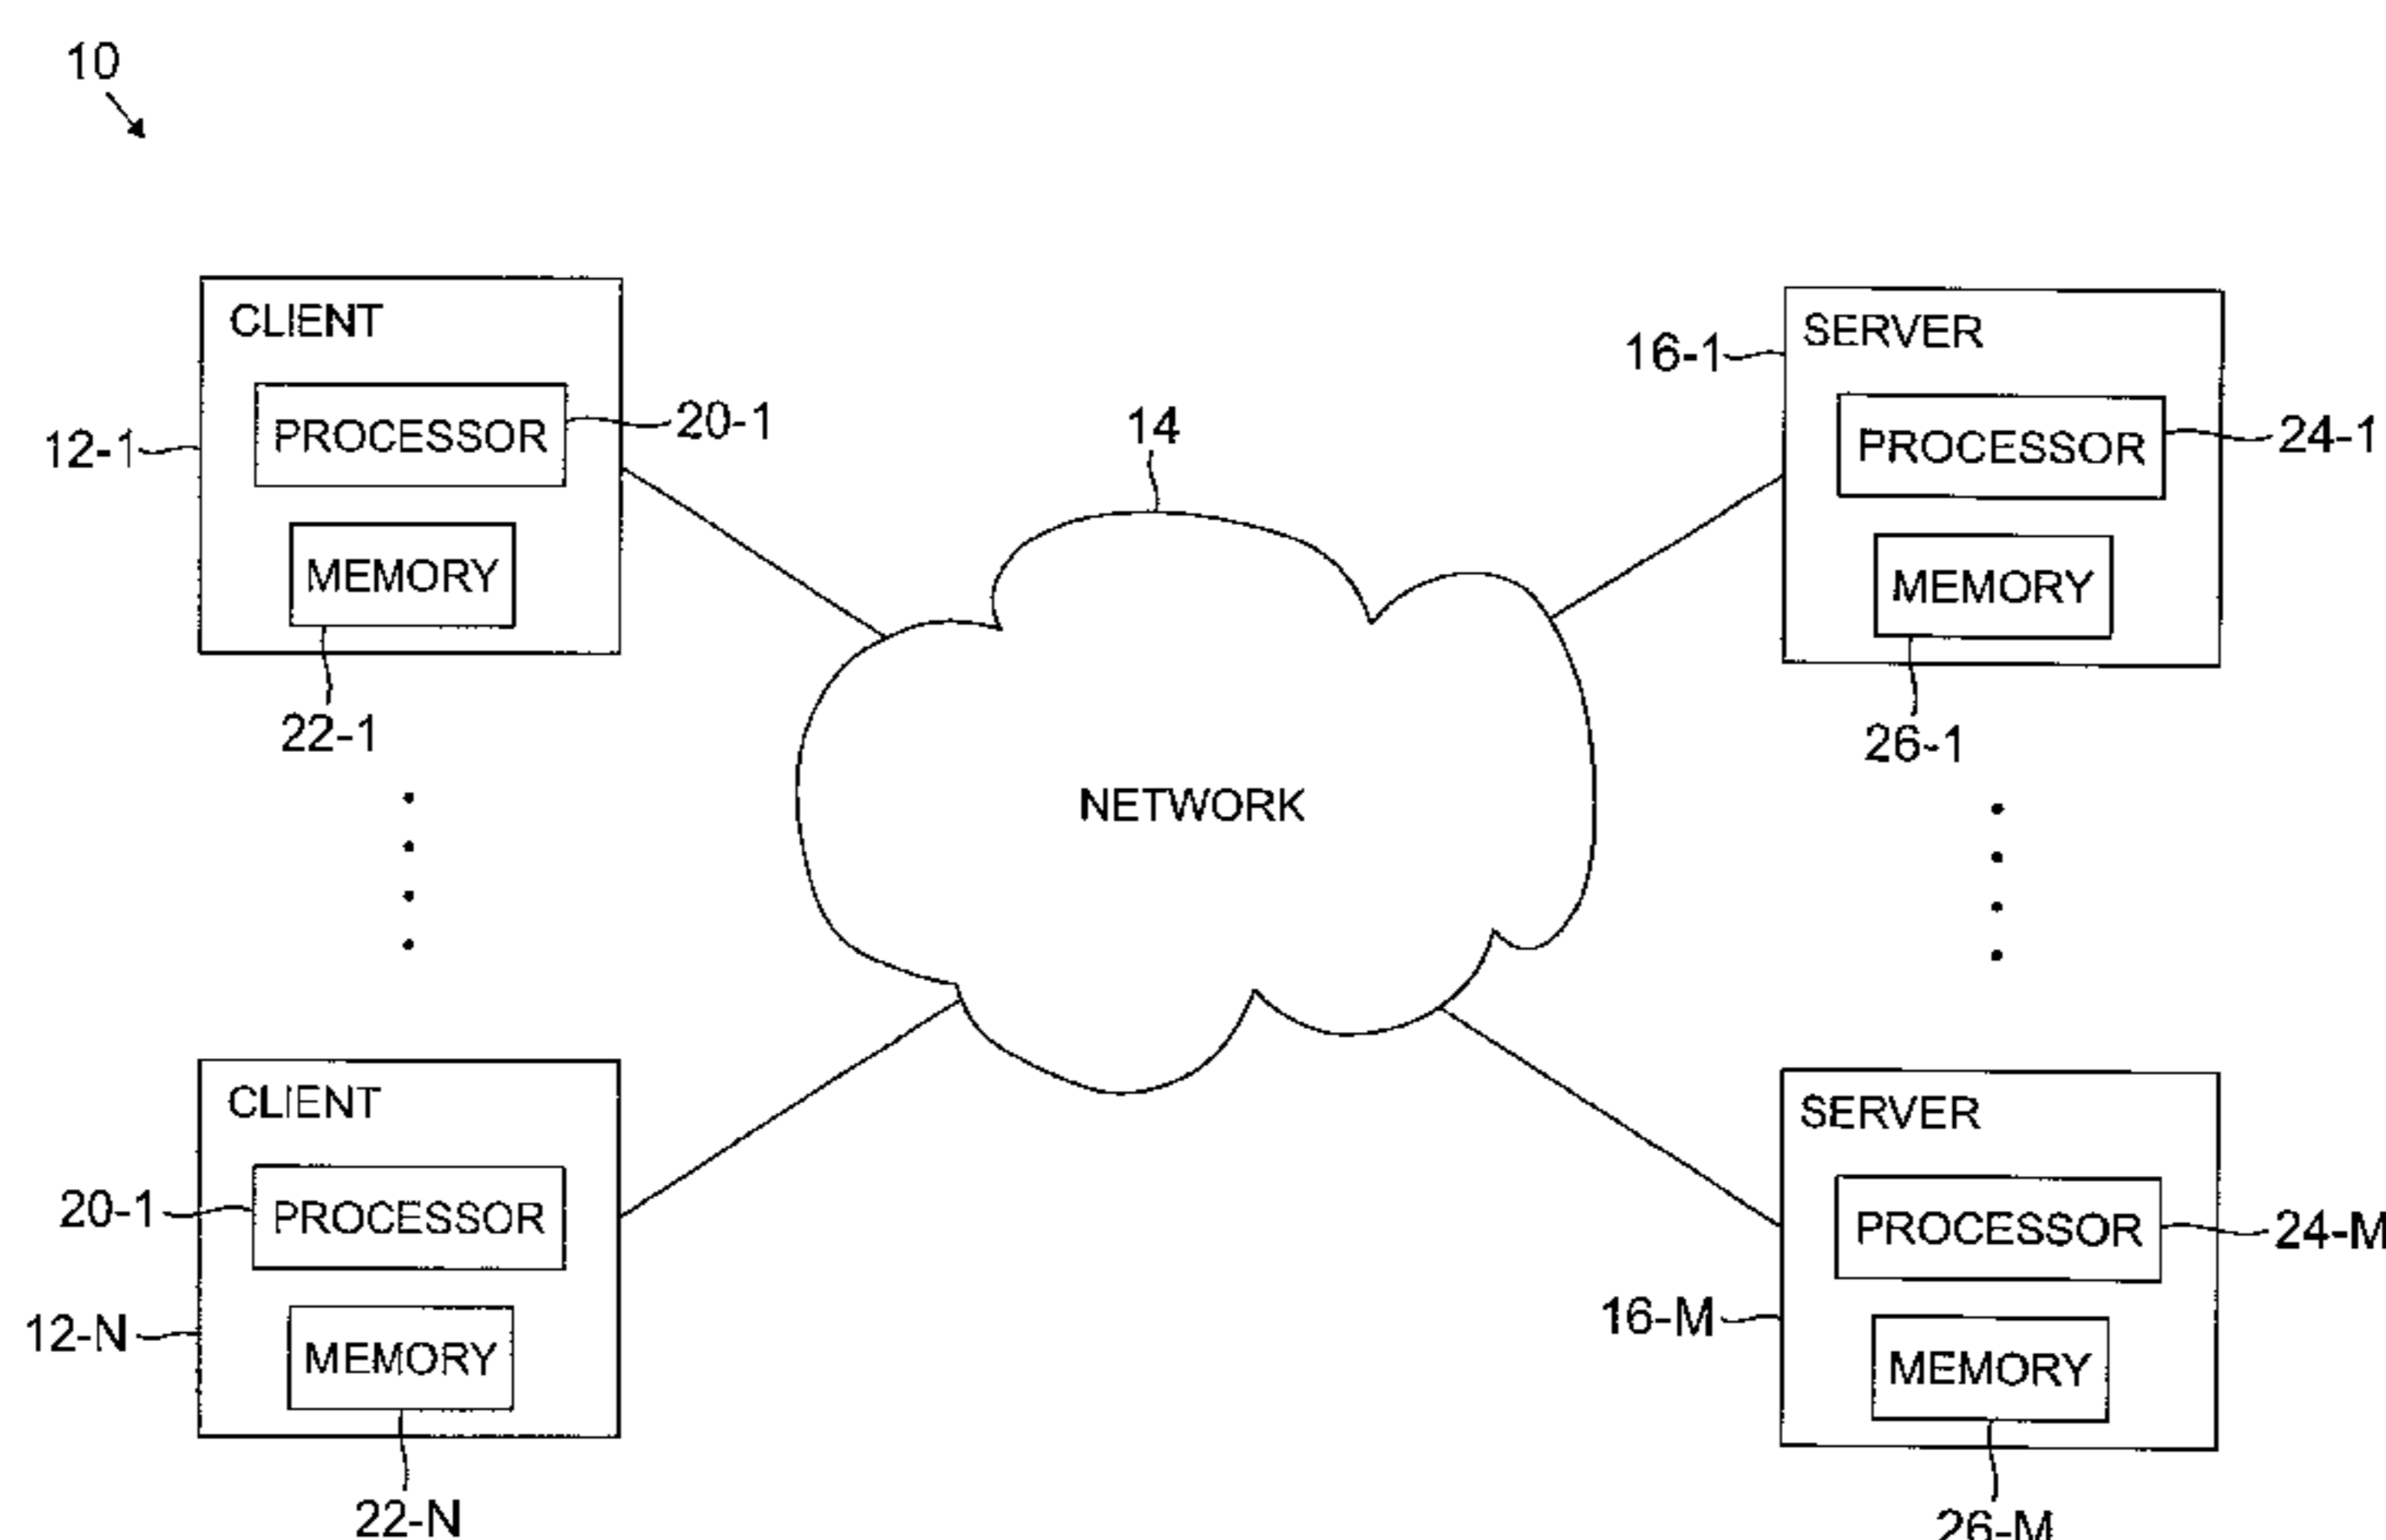 10
CLIENT
PROCESSOR
12-1
20-1
MEMORY
22-1
14
NETWORK
SERVER
16-1
PROCESSOR
24-1
MEMORY
26-1
CLIENT
20-1
PROCESSOR
12-N
MEMORY
22-N
SERVER
PROCESSOR
24-M
16-M
MEMORY
26-M